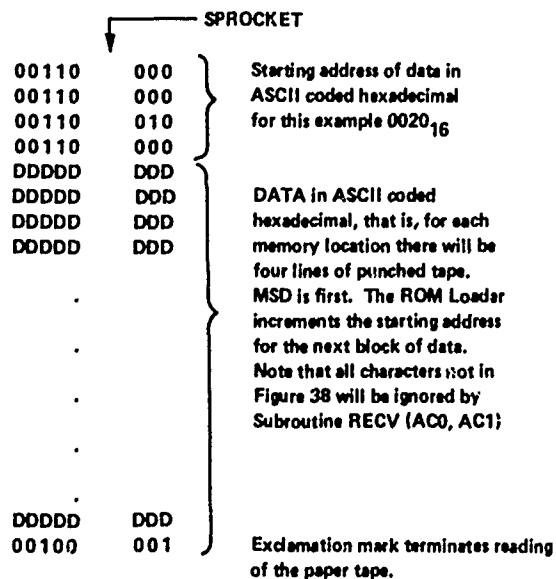 SPROCKET
00110 000
00110 000
00110 010
00110 000
Starting address of data in
ASCII coded hexadecimal
for this example 0020₁₆
DDDDD DDD
DDDDD DDD
DDDDD DDD
DDDDD DDD
.
.
.
.
.
DDDDD DDD
DATA in ASCII coded
hexadecimal, that is, for each
memory location there will be
four lines of punched tape.
MSD is first. The ROM Loadar
increments the starting address
for the next block of data.
Note that all characters not in
Figure 38 will be ignored by
Subroutine RECV (AC0, AC1)
00100 001
Exclamation mark terminates reading
of the paper tape.